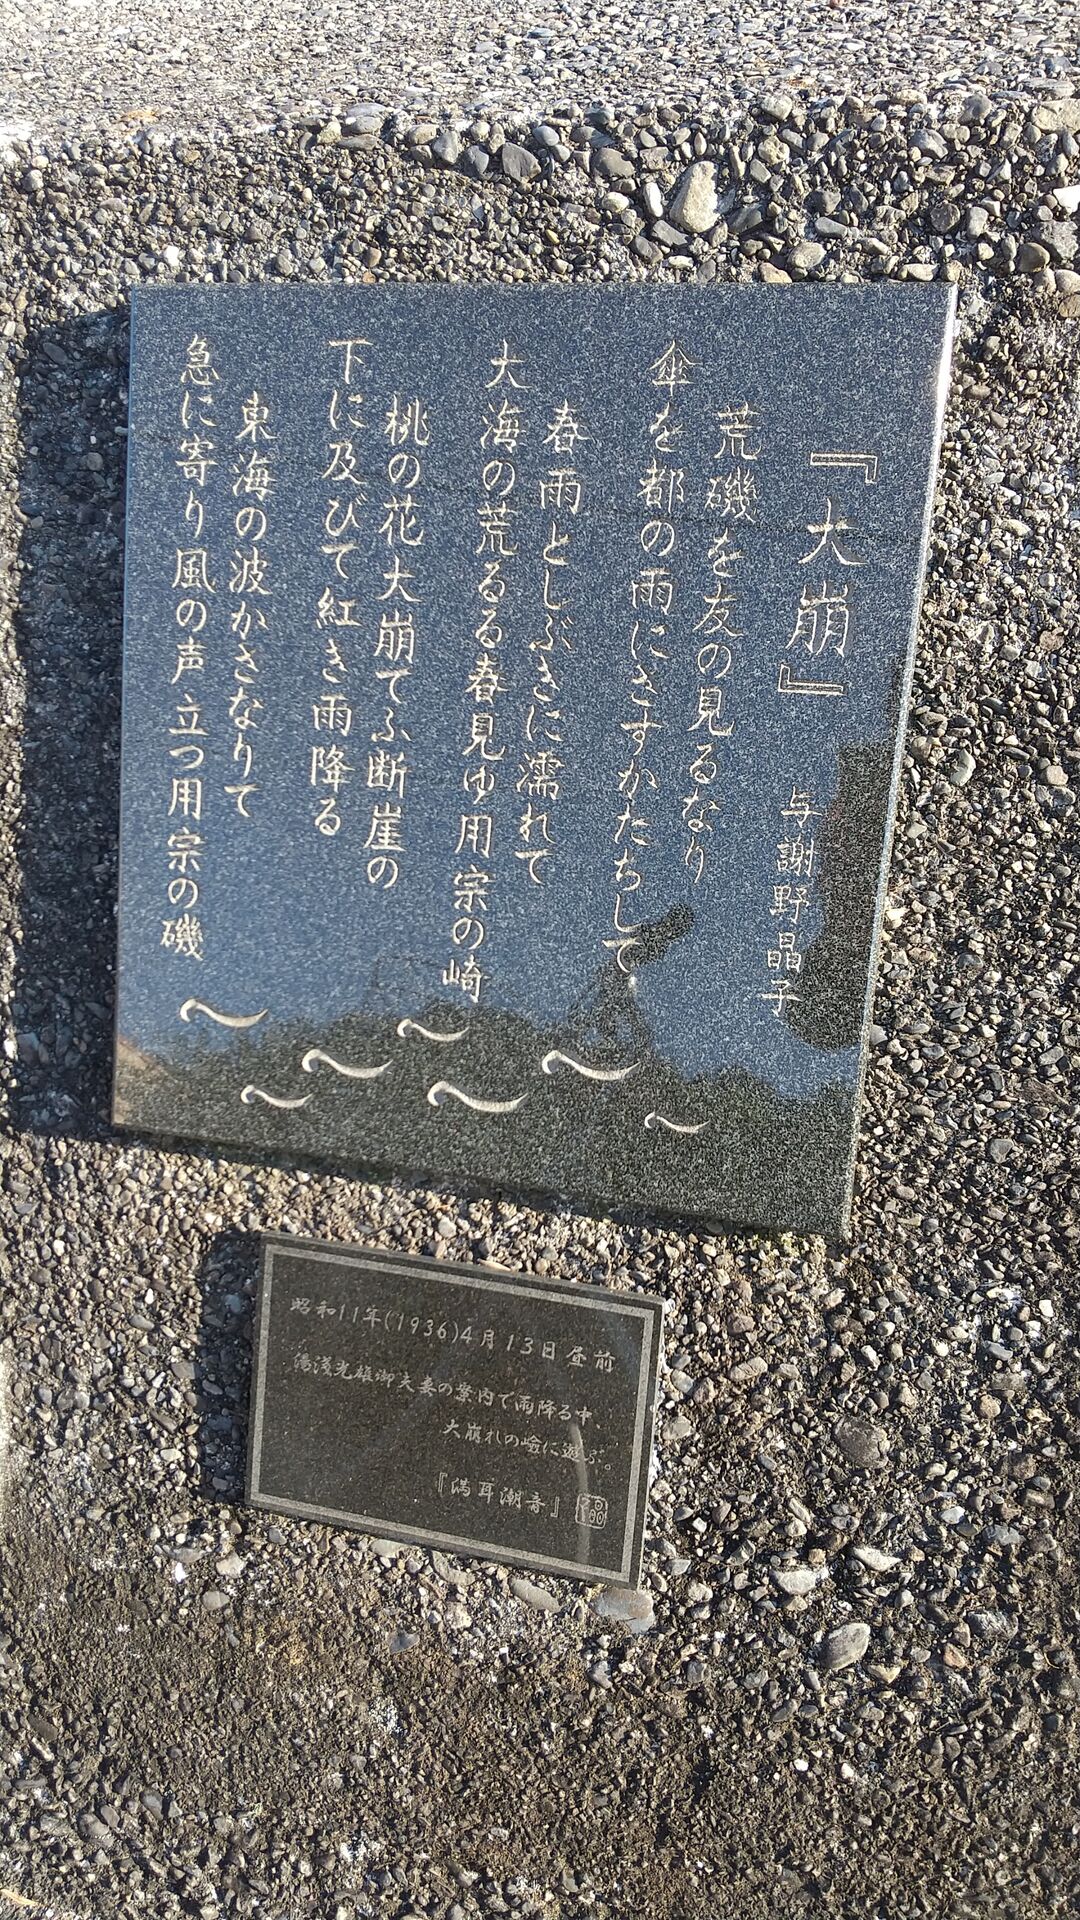 『大崩』 与謝野晶子
荒磯を友の見るなり
傘を都の雨にさすかたちして
春雨としぶきに濡れて
大海の荒るる春見ゆ用宗の崎
桃の花大崩てふ断崖の
下に及びて紅き雨降る
東海の波かさなりて
急に寄り風の声立つ用宗の磯
昭和11年(1936)4月13日昼前
湯浅光雄御夫妻の案内で雨降る中、
大崩れの嶮に遊ぶ。
『満耳潮音』